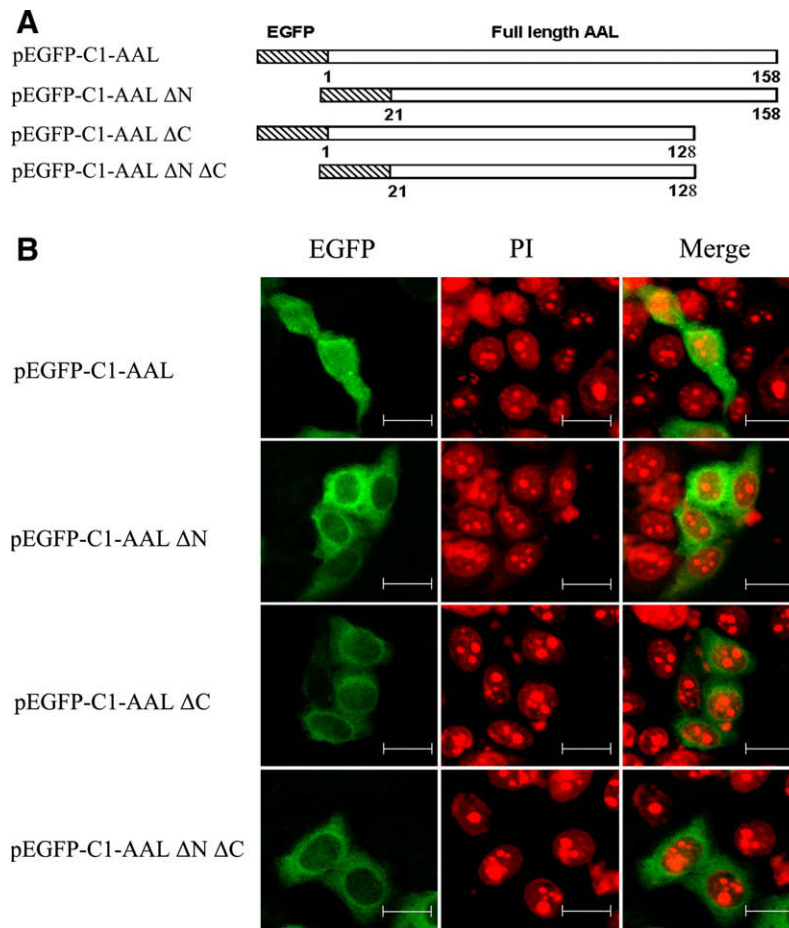 A
EGFP Full length AAL
pEGFP-C1-AAL
1 158
pEGFP-C1-AAL ΔN
21 158
pEGFP-C1-AAL ΔC
1 128
pEGFP-C1-AAL ΔN ΔC
21 128
B
EGFP PI Merge
pEGFP-C1-AAL
pEGFP-C1-AAL ΔN
pEGFP-C1-AAL ΔC
pEGFP-C1-AAL ΔN ΔC